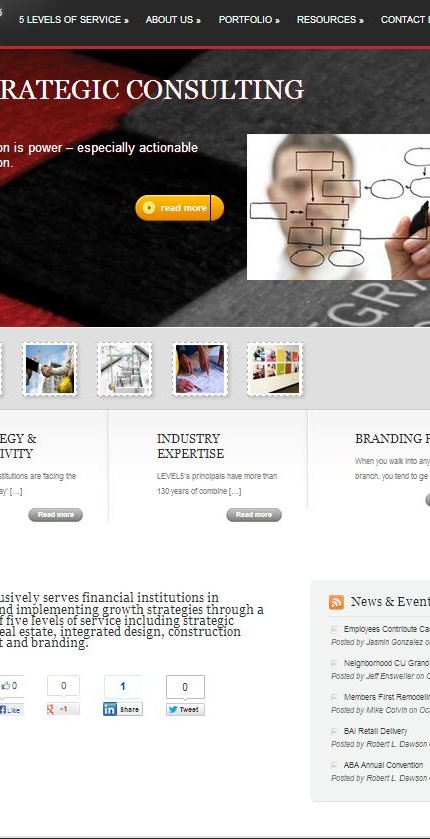 5 LEVELS OF SERVICE » ABOUT US » PORTFOLIO » RESOURCES » CONTACT
RATEGIC CONSULTING
on is power – especially actionable
on.
read more
EGY &
IVITY
stitutions are facing the
ay' [...]
Read more
INDUSTRY
EXPERTISE
LEVEL5's principals have more than
130 years of combine [...]
Read more
BRANDING
When you walk into any
branch, you tend to ge
usively serves financial institutions in
nd implementing growth strategies through a
f five levels of service including strategic
eal estate, integrated design, construction
t and branding.
0 0 1 0
Like +1 Share Tweet
News & Event
Employees Contribute Ca
Posted by Jasmin Gonzalez o
Neighborhood CU Grand
Posted by Jeff Ensweiler on O
Members First Remodelin
Posted by Mike Colvin on Oc
BAI Retail Delivery
Posted by Robert L. Dawson
ABA Annual Convention
Posted by Robert L. Dawson